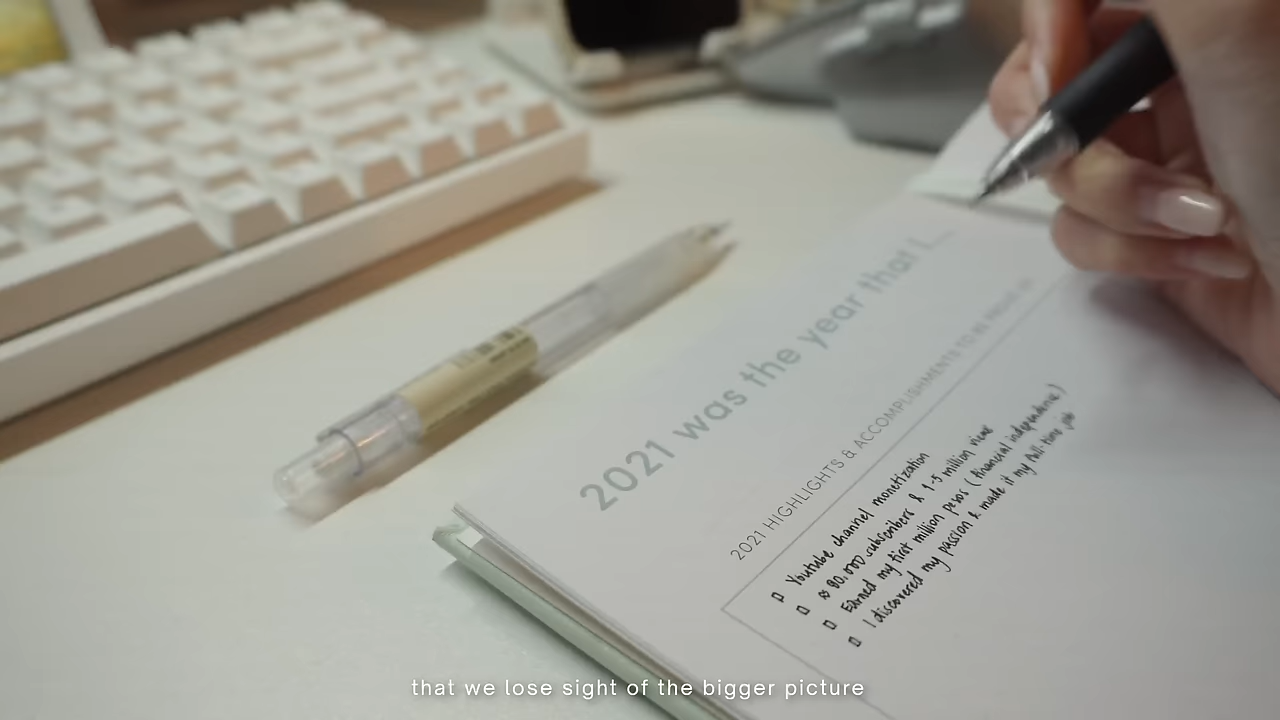 2021 was the year that I...
2021 HIGHLIGHTS & ACCOMPLISHMENTS TO BE PROUD OF
Youtube channel monetization
80,000 subscribers & 1.5 million views
Earned my first million pesos (financial independence)
I discovered my passion & made it my full-time job
that we lose sight of the bigger picture